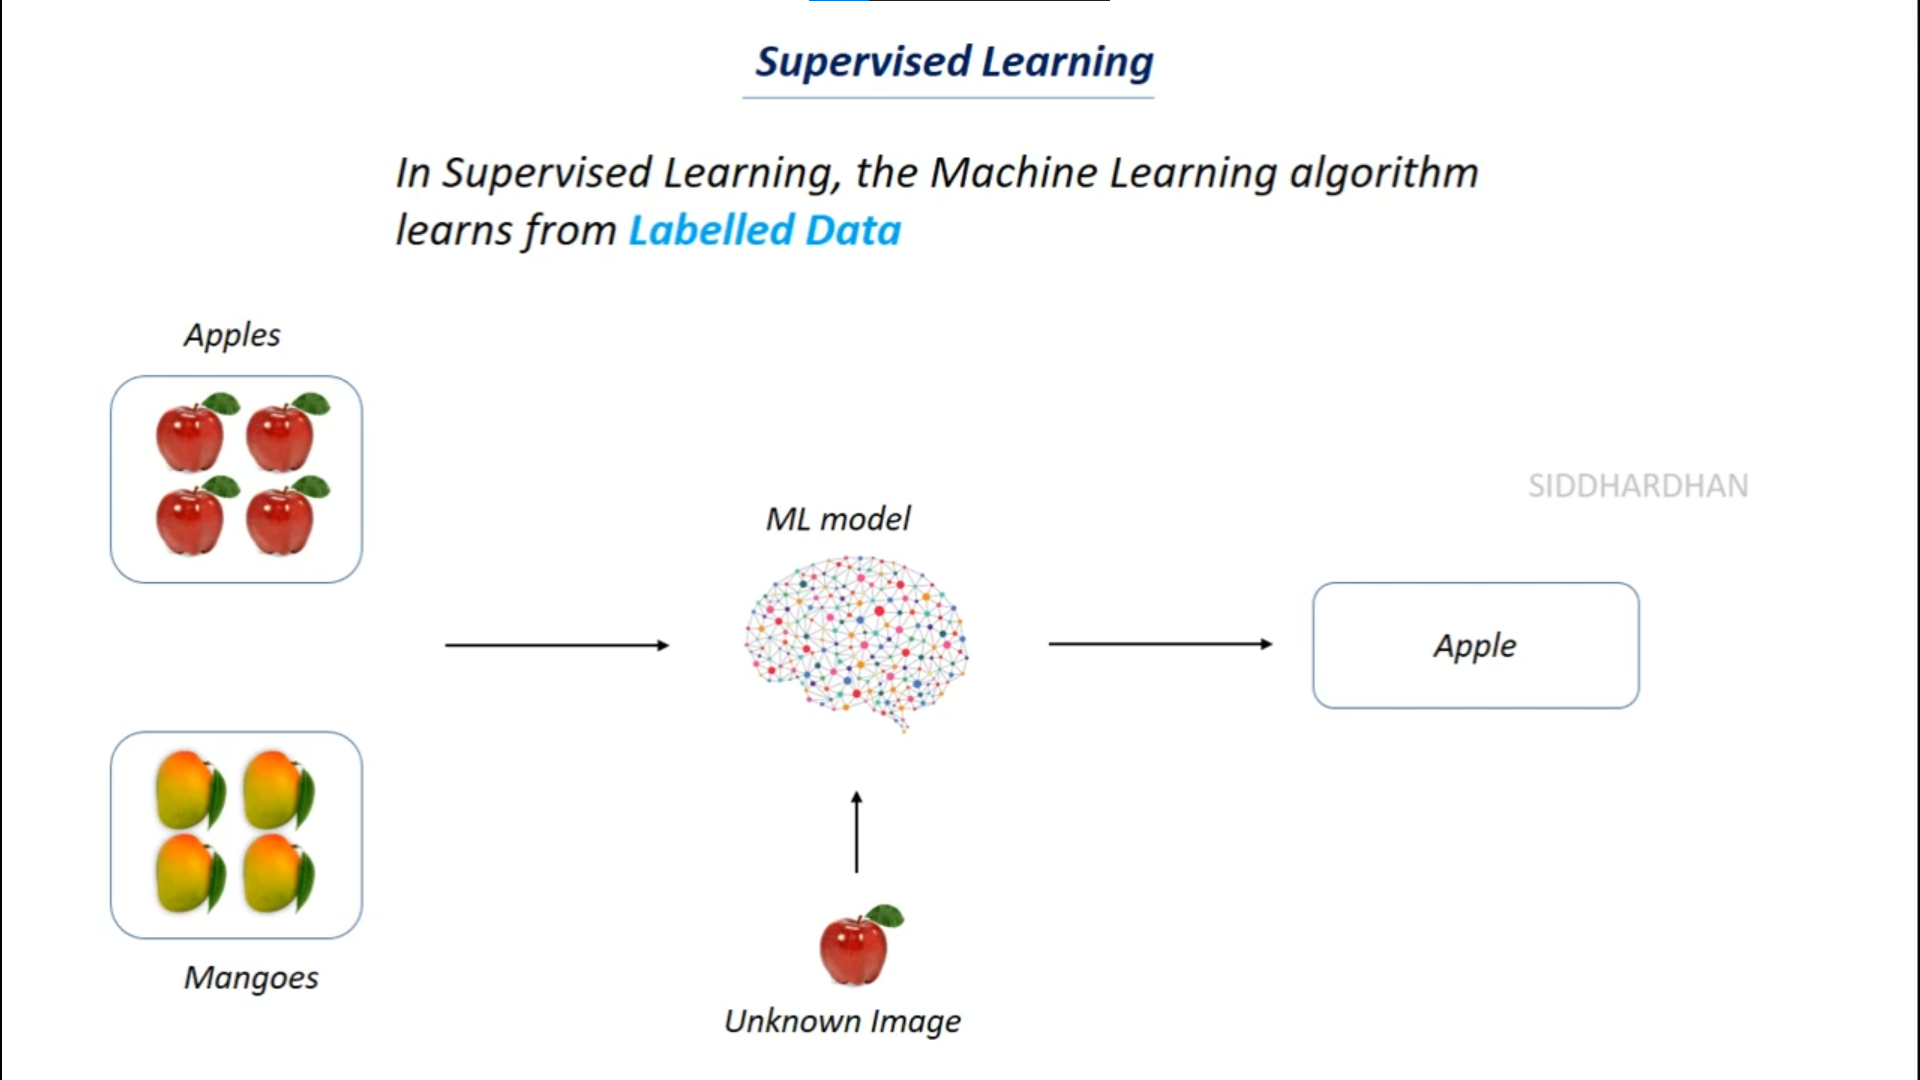 Supervised Learning
In Supervised Learning, the Machine Learning algorithm
learns from Labelled Data
Apples
SIDDHARDHAN
ML model
Apple
Mangoes
Unknown Image